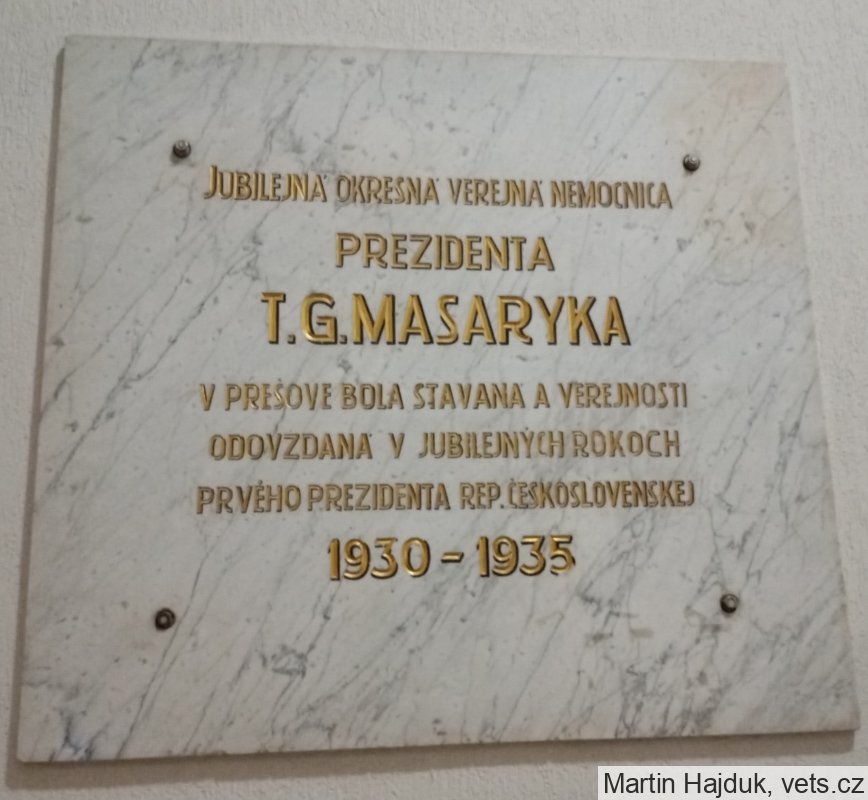 JUBILEJNÁ OKRESNÁ VEREJNÁ NEMOCNICA
PREZIDENTA
T.G.MASARYKA
V PREŠOVE BOLA STAVANÁ A VEREJNOSTI
ODOVZDANÁ V JUBILEJNÝCH ROKOCH
PRVÉHO PREZIDENTA REP. ČESKOSLOVENSKEJ
1930 – 1935
Martin Hajduk, vets.cz